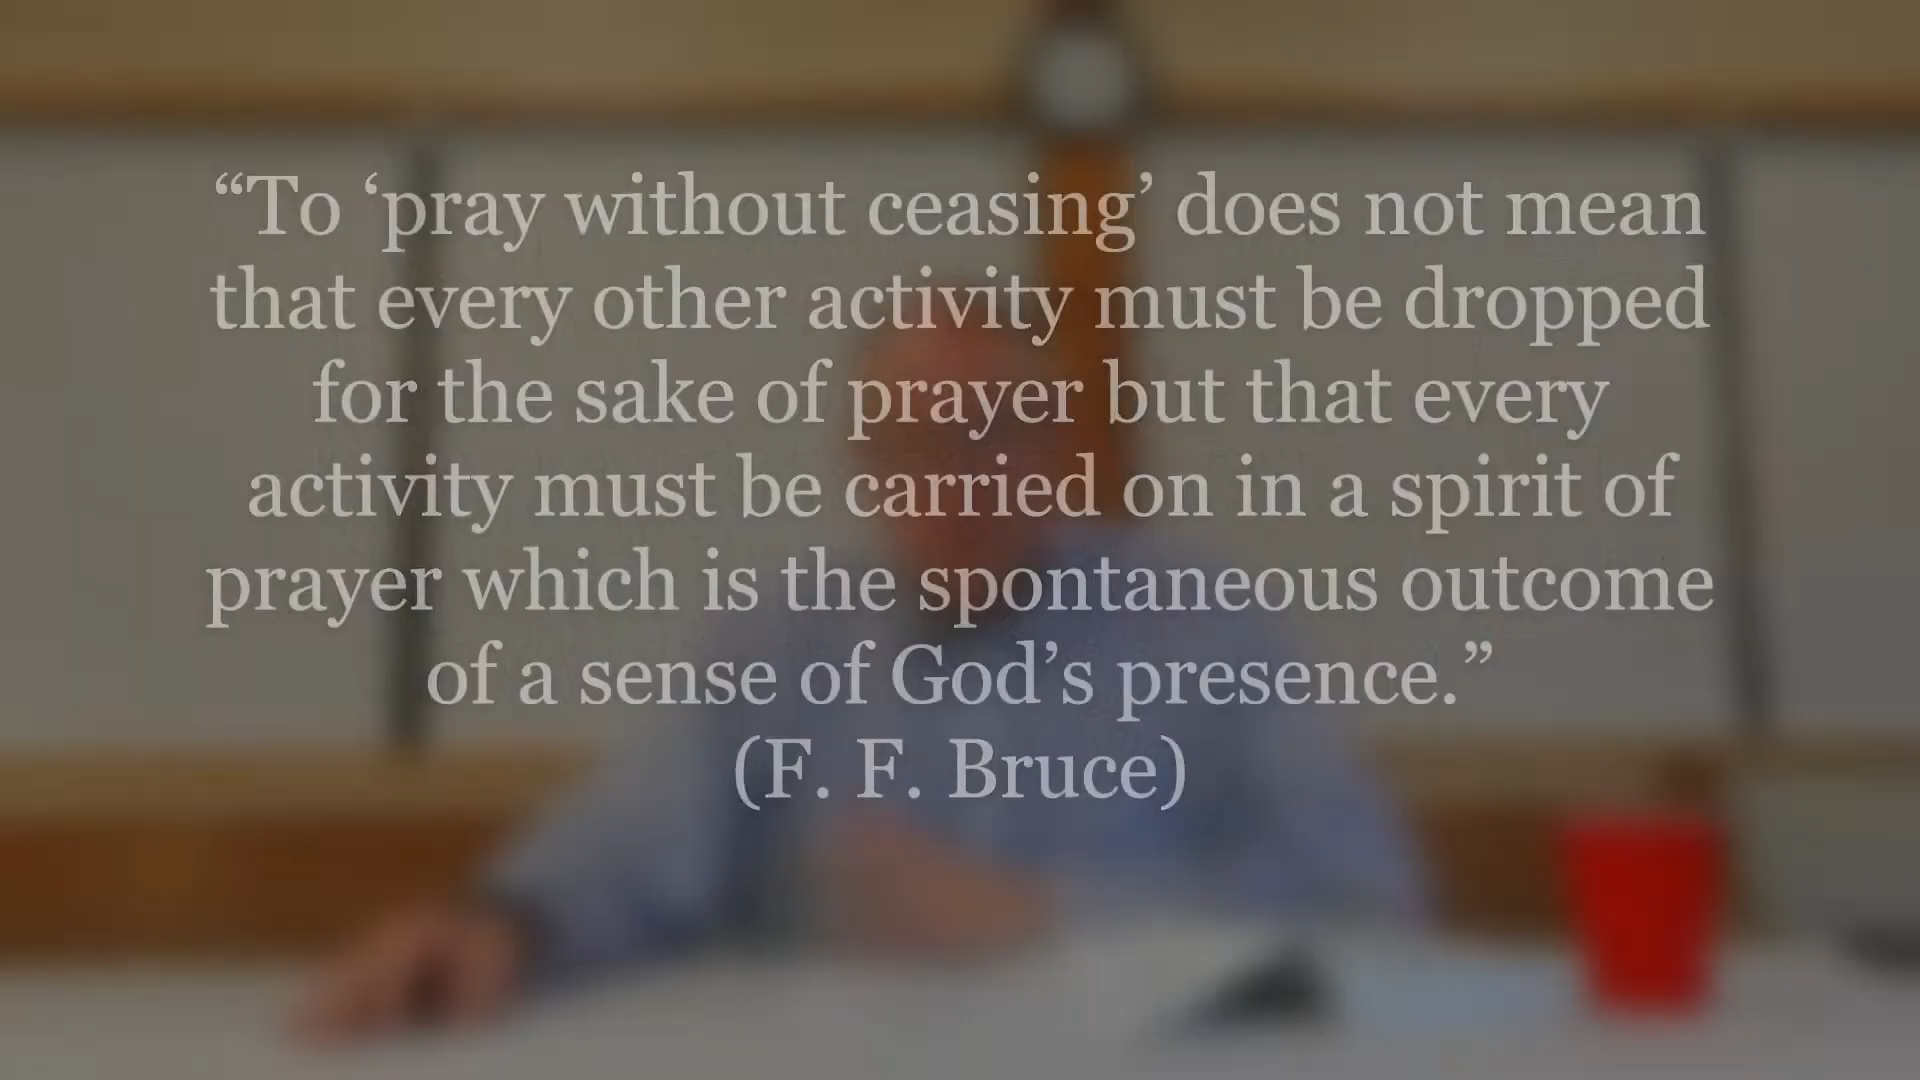 “To ‘pray without ceasing’ does not mean
that every other activity must be dropped
for the sake of prayer but that every
activity must be carried on in a spirit of
prayer which is the spontaneous outcome
of a sense of God’s presence.”
(F. F. Bruce)